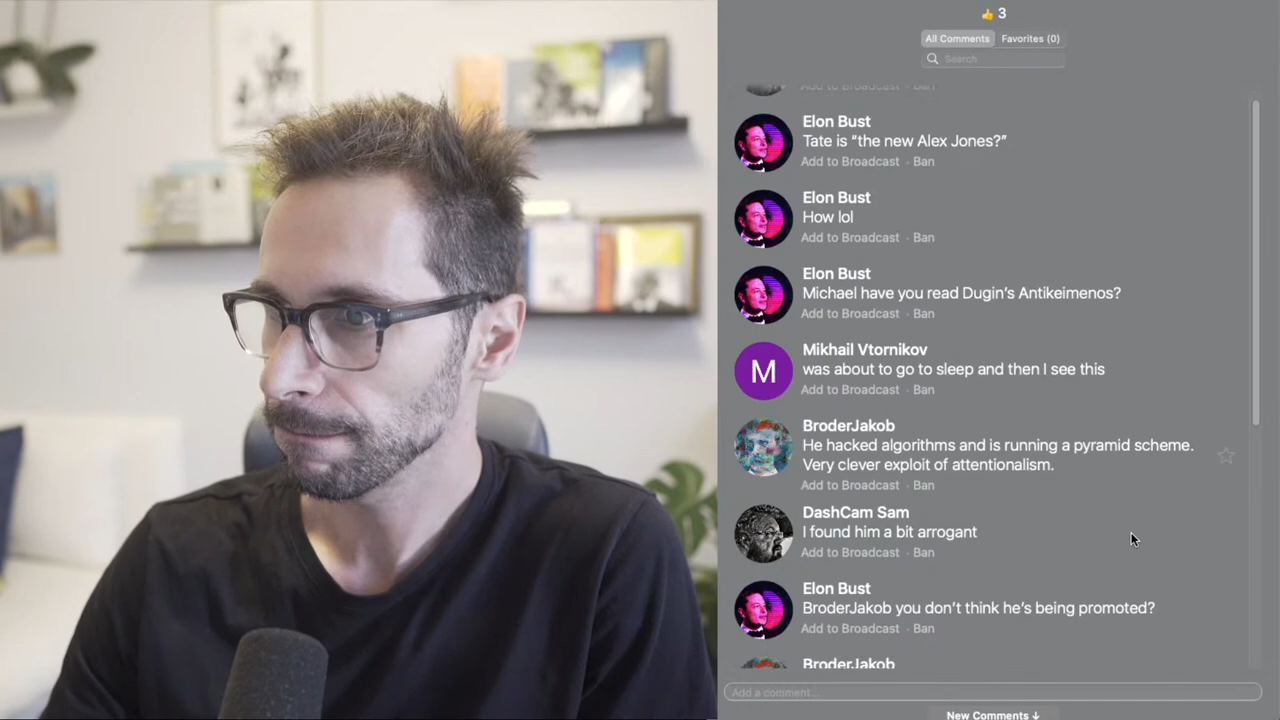 👍 3
All Comments Favorites (0)
Search
Add to Broadcast · Ban
Elon Bust
Tate is “the new Alex Jones?”
Add to Broadcast · Ban
Elon Bust
How lol
Add to Broadcast · Ban
Elon Bust
Michael have you read Dugin’s Antikeimenos?
Add to Broadcast · Ban
M
Mikhail Vtornikov
was about to go to sleep and then I see this
Add to Broadcast · Ban
BroderJakob
He hacked algorithms and is running a pyramid scheme.
Very clever exploit of attentionalism.
Add to Broadcast · Ban
DashCam Sam
I found him a bit arrogant
Add to Broadcast · Ban
Elon Bust
BroderJakob you don’t think he’s being promoted?
Add to Broadcast · Ban
BroderJakob
Add a comment...
New Comments ↓